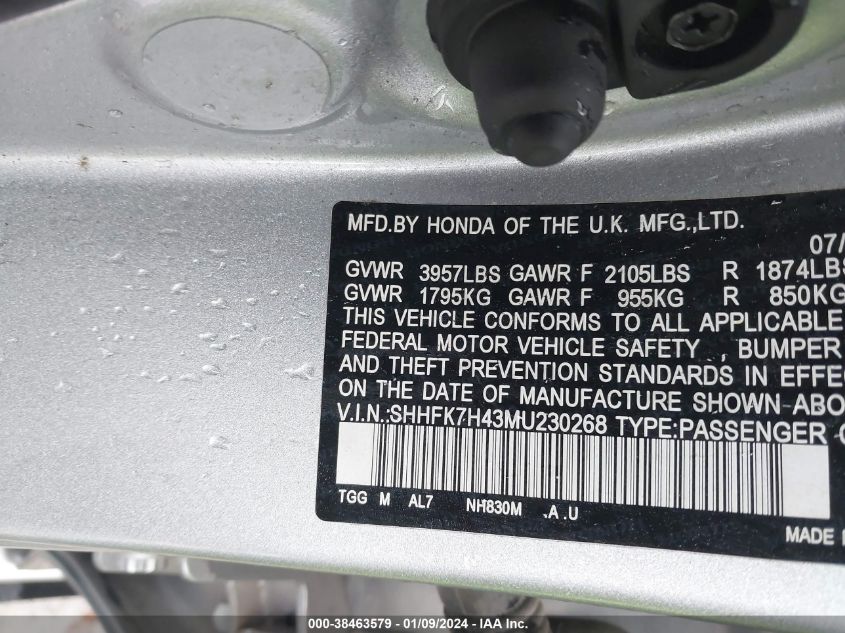 MFD.BY HONDA OF THE U.K. MFG.,LTD.
07/
GVWR 3957LBS GAWR F 2105LBS R 1874LBS
GVWR 1795KG GAWR F 955KG R 850KG
THIS VEHICLE CONFORMS TO ALL APPLICABLE
FEDERAL MOTOR VEHICLE SAFETY , BUMPER
AND THEFT PREVENTION STANDARDS IN EFFE
ON THE DATE OF MANUFACTURE SHOWN ABO
V.I.N.:SHHFK7H43MU230268 TYPE:PASSENGER
TGG M AL7 NH830M .A .U
MADE
000-38463579 - 01/09/2024 - IAA Inc.